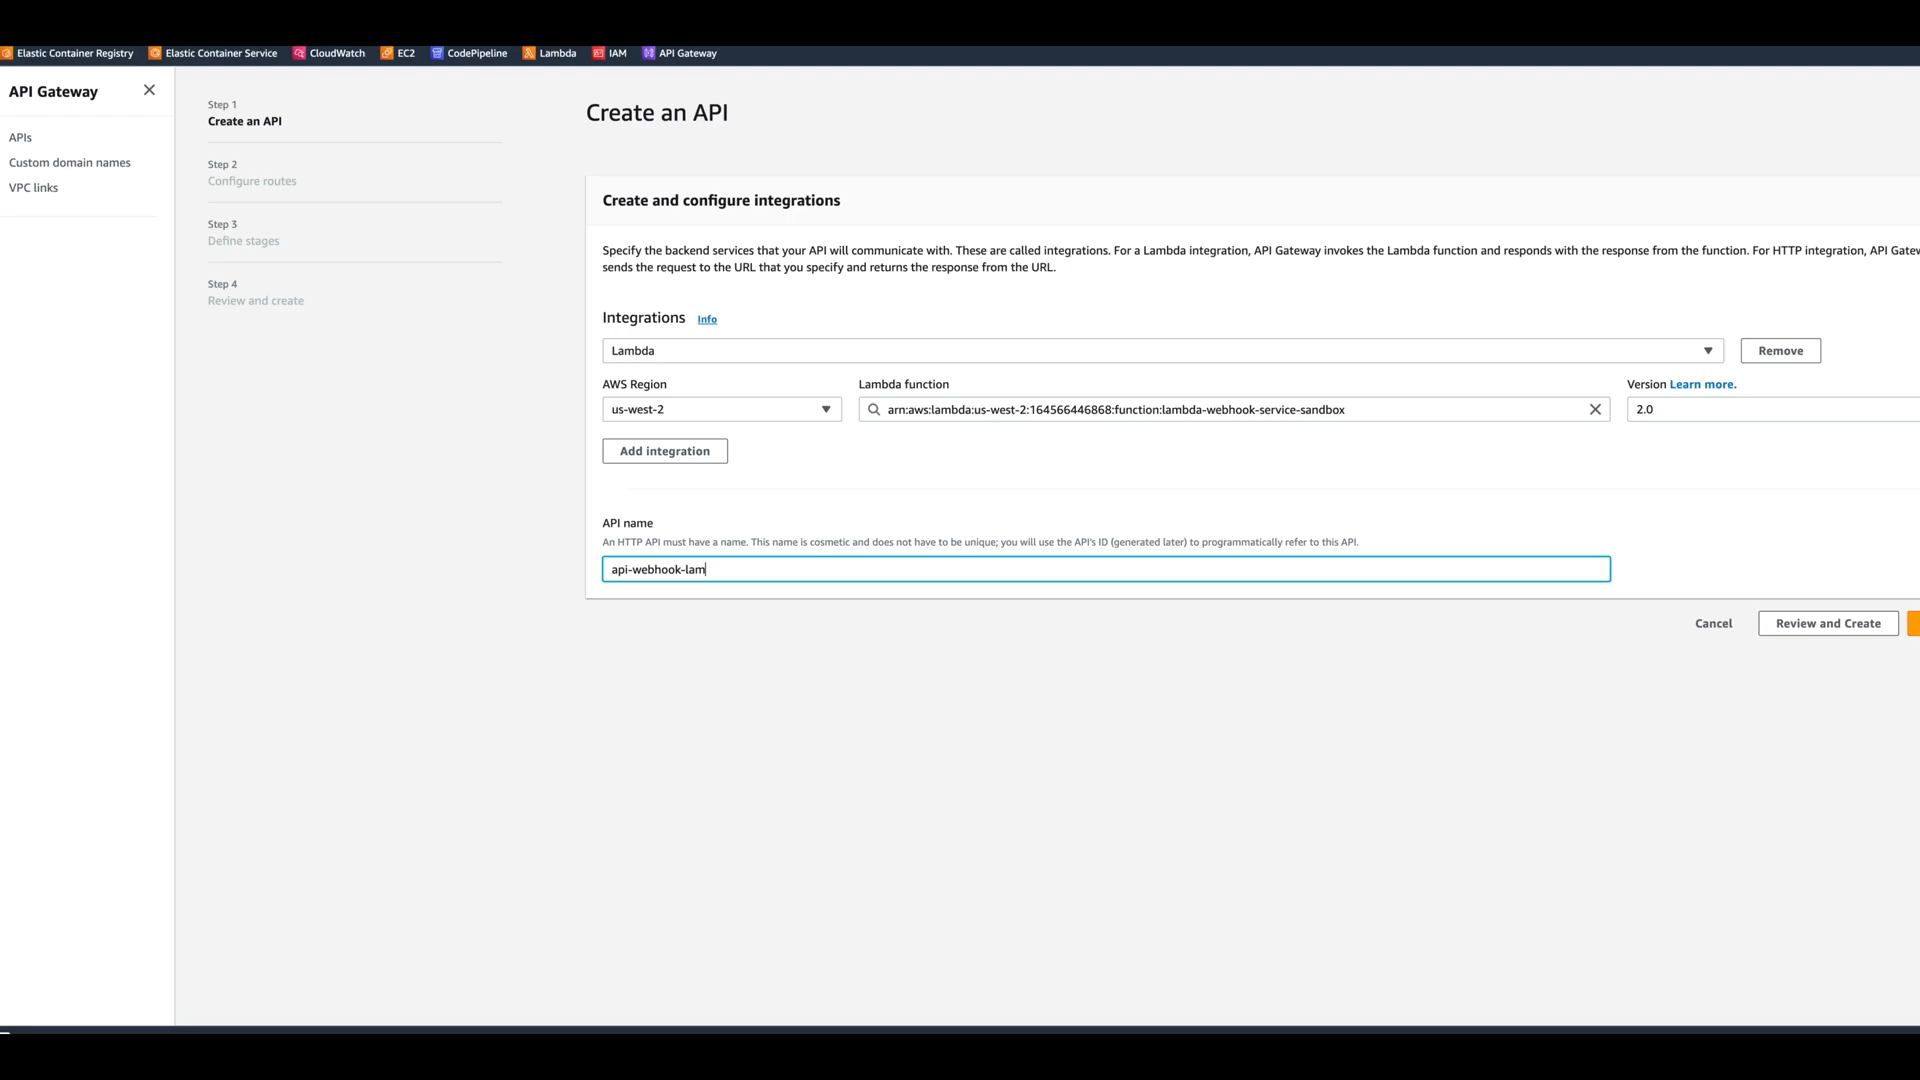 Elastic Container Registry Elastic Container Service CloudWatch EC2 CodePipeline Lambda IAM API Gateway
API Gateway
APIs
Custom domain names
VPC links
Step 1
Create an API
Step 2
Configure routes
Step 3
Define stages
Step 4
Review and create
Create an API
Create and configure integrations
Specify the backend services that your API will communicate with. These are called integrations. For a Lambda integration, API Gateway invokes the Lambda function and responds with the response from the function. For HTTP integration, API Gatew
sends the request to the URL that you specify and returns the response from the URL.
Integrations Info
Lambda Remove
AWS Region Lambda function Version Learn more.
us-west-2 arn:aws:lambda:us-west-2:164566446868:function:lambda-webhook-service-sandbox 2.0
Add integration
API name
An HTTP API must have a name. This name is cosmetic and does not have to be unique; you will use the API's ID (generated later) to programmatically refer to this API.
api-webhook-lam
Cancel Review and Create